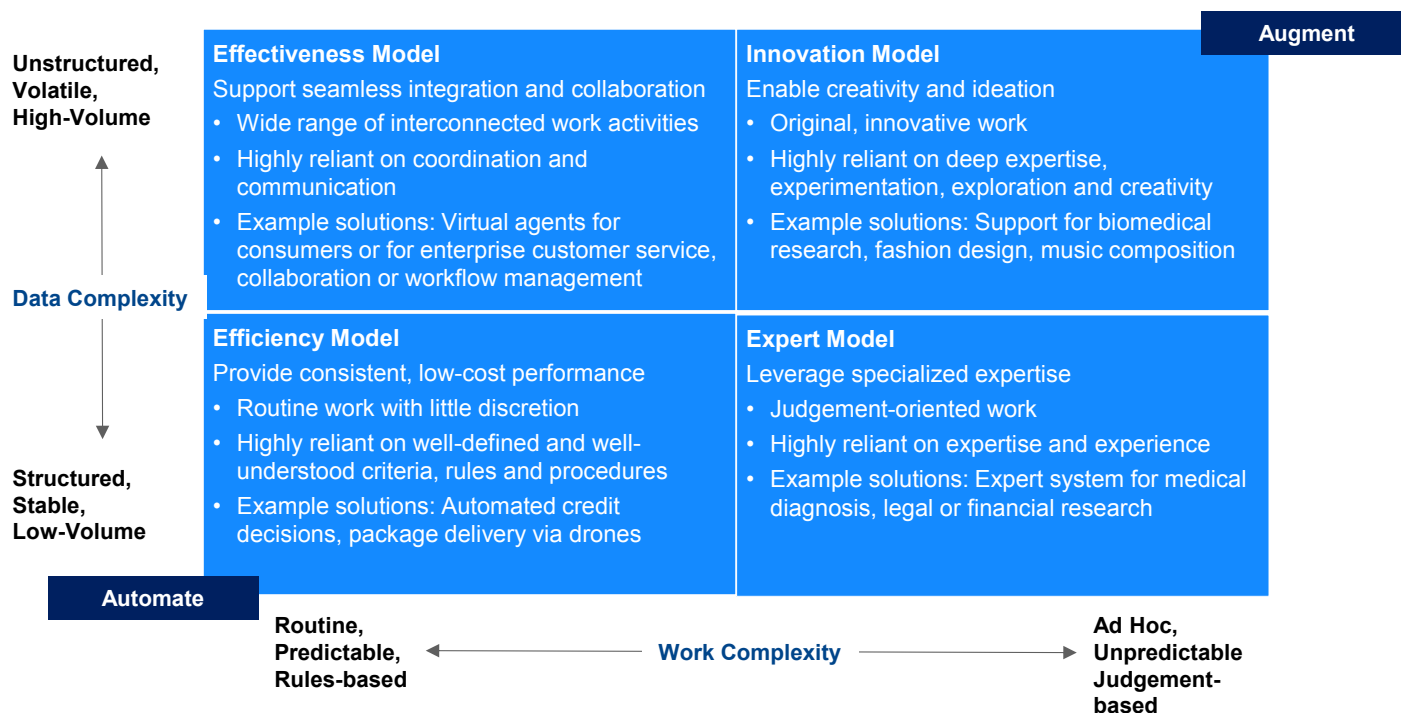 Augment
Unstructured,
Volatile,
High-Volume
Effectiveness Model
Support seamless integration and collaboration
• Wide range of interconnected work activities
• Highly reliant on coordination and
communication
• Example solutions: Virtual agents for
consumers or for enterprise customer service,
collaboration or workflow management
Innovation Model
Enable creativity and ideation
• Original, innovative work
• Highly reliant on deep expertise,
experimentation, exploration and creativity
• Example solutions: Support for biomedical
research, fashion design, music composition
Data Complexity
Efficiency Model
Provide consistent, low-cost performance
• Routine work with little discretion
• Highly reliant on well-defined and well-
understood criteria, rules and procedures
• Example solutions: Automated credit
decisions, package delivery via drones
Expert Model
Leverage specialized expertise
• Judgement-oriented work
• Highly reliant on expertise and experience
• Example solutions: Expert system for medical
diagnosis, legal or financial research
Structured,
Stable,
Low-Volume
Automate
Routine,
Predictable,
Rules-based
Work Complexity
Ad Hoc,
Unpredictable
Judgement-
based